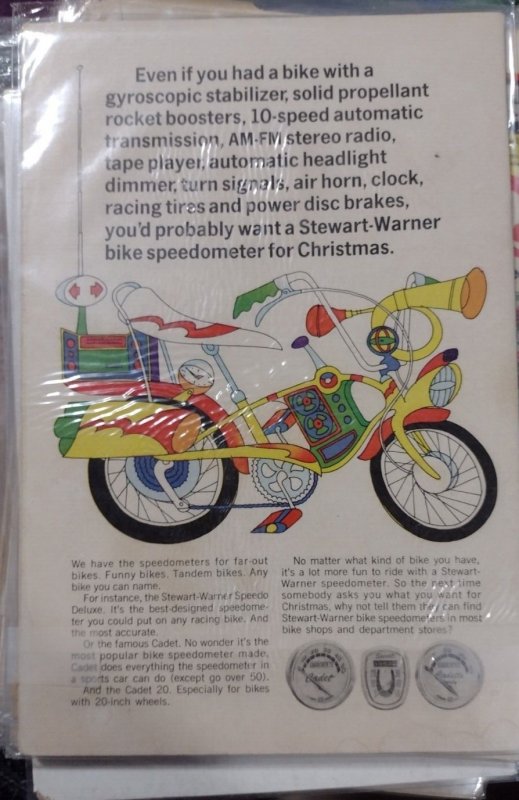 Even if you had a bike with a
gyroscopic stabilizer, solid propellant
rocket boosters, 10-speed automatic
transmission, AM-FM stereo radio,
tape player, automatic headlight
dimmer, turn signals, air horn, clock,
racing tires and power disc brakes,
you'd probably want a Stewart-Warner
bike speedometer for Christmas.
We have the speedometers for far-out
bikes. Funny bikes. Tandem bikes. Any
bike you can name.
For instance, the Stewart-Warner Speedo
Deluxe. It's the best-designed speedome-
ter you could put on any racing bike. And
the most accurate.
Or the famous Cadet. No wonder it's the
most popular bike speedometer made.
Cadet does everything the speedometer in
a sports car can do (except go over 50).
And the Cadet 20. Especially for bikes
with 20-inch wheels.
No matter what kind of bike you have,
it's a lot more fun to ride with a Stewart-
Warner speedometer. So the next time
somebody asks you what you want for
Christmas, why not tell them they can find
Stewart-Warner bike speedometers in most
bike shops and department stores?
Cadet